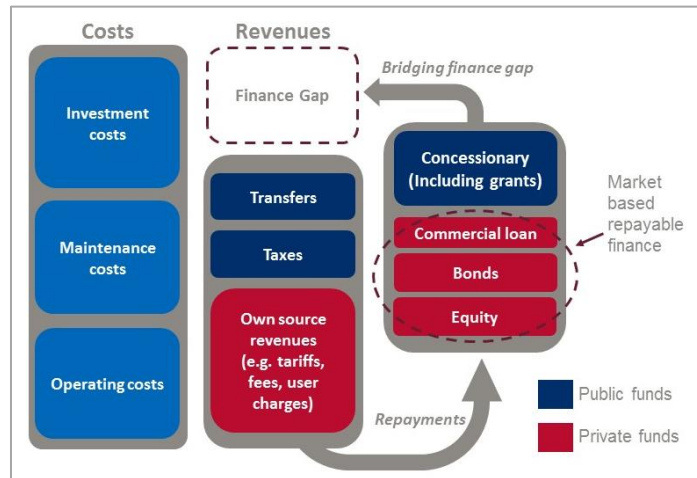 Costs
Revenues
Investment
costs
Maintenance
costs
Operating costs
Finance Gap
Transfers
Taxes
Own source
revenues
(e.g. tariffs,
fees, user
charges)
Bridging finance gap
Concessionary
(Including grants)
Commercial loan
Bonds
Equity
Market
based
repayable
finance
Repayments
Public funds
Private funds